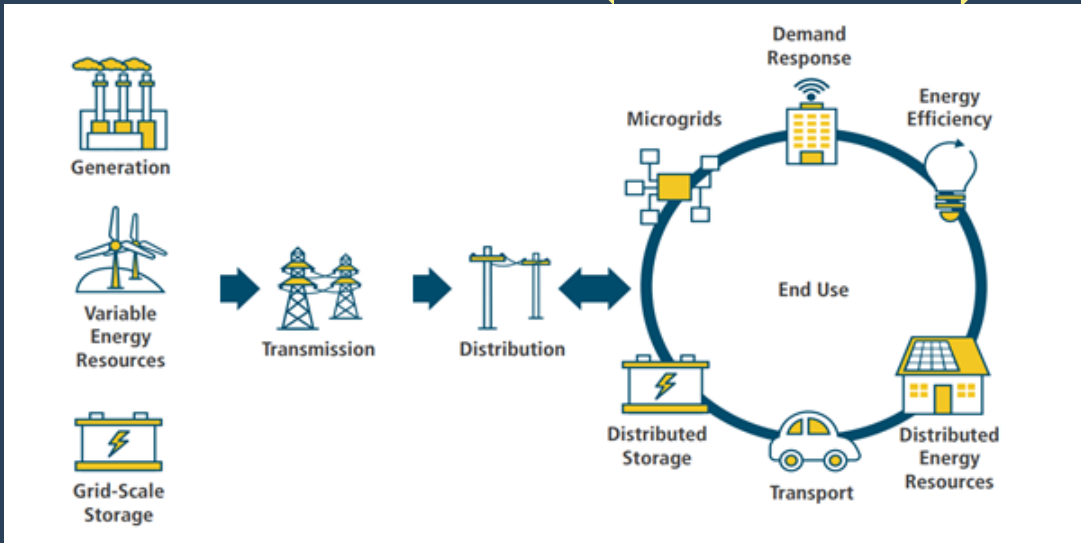 Generation
Variable
Energy
Resources
Grid-Scale
Storage
Transmission
Distribution
Demand
Response
Microgrids
Energy
Efficiency
End Use
Distributed
Storage
Transport
Distributed
Energy
Resources